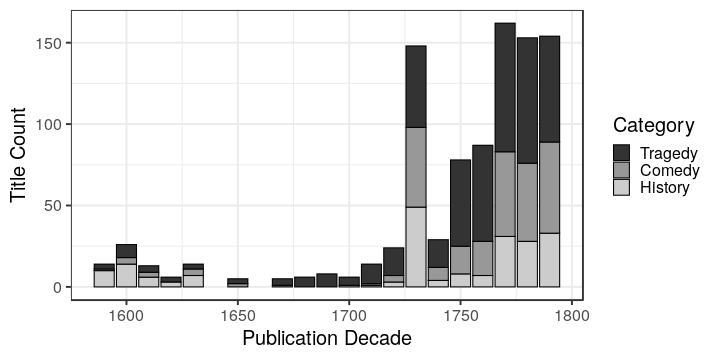 150
100
50
0
Title Count
1600
1650
1700
1750
1800
Publication Decade
Category
Tragedy
Comedy
History